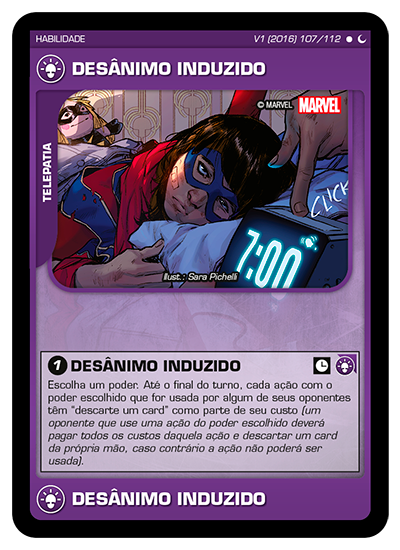 HABILIDADE V1 (2016) 107/112
DESÂNIMO INDUZIDO
© MARVEL MARVEL
TELEPATIA
CLICK
7:00
Illust.: Sara Pichelli
1 DESÂNIMO INDUZIDO
Escolha um poder. Até o final do turno, cada ação com o
poder escolhido que for usada por algum de seus oponentes
têm “descarte um card” como parte de seu custo (um
oponente que use uma ação do poder escolhido deverá
pagar todos os custos daquela ação e descartar um card
da própria mão, caso contrário a ação não poderá ser
usada).
DESÂNIMO INDUZIDO